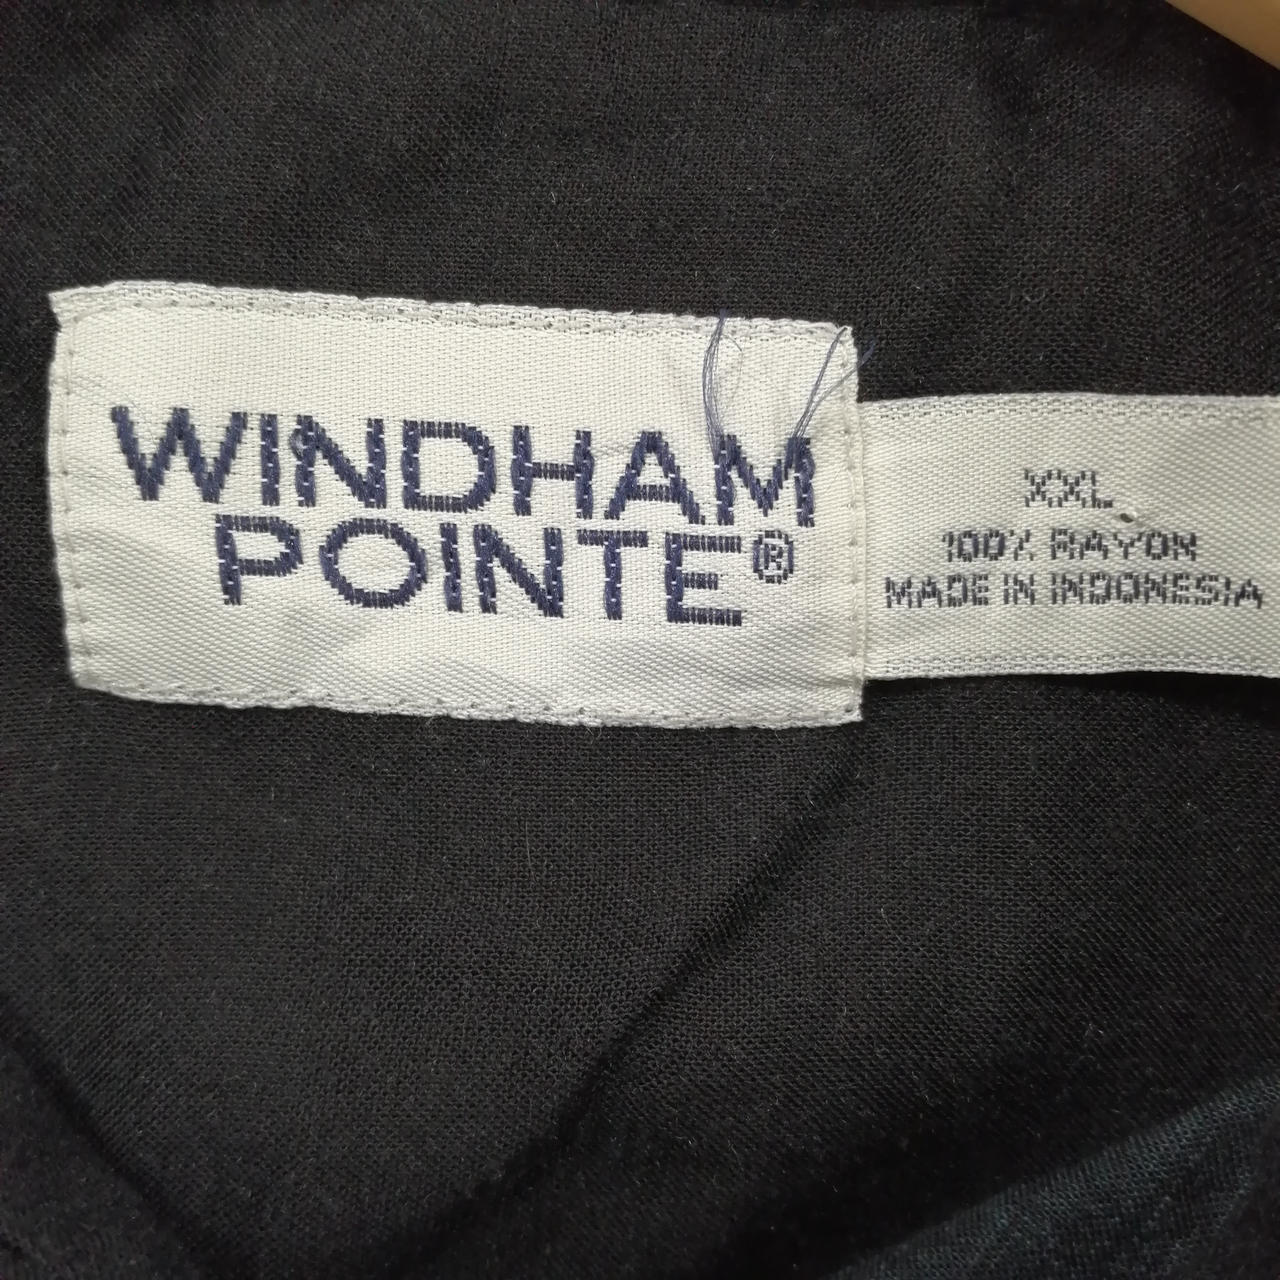 WINDHAM
POINTE®
XXL
100% RAYON
MADE IN INDONESIA